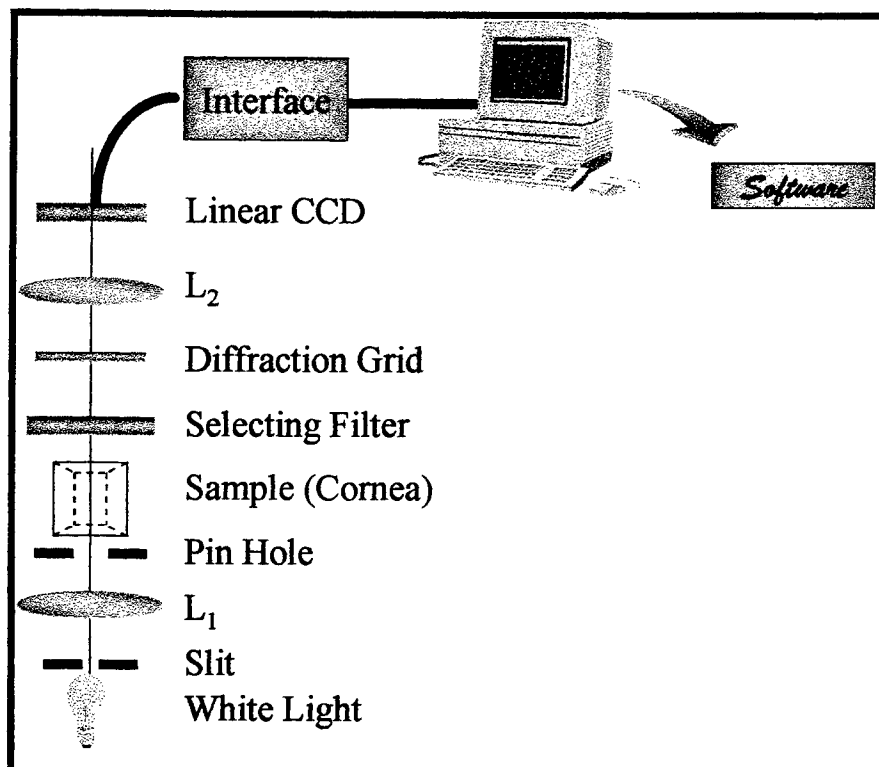 Interface
Software
Linear CCD
L₂
Diffraction Grid
Selecting Filter
Sample (Cornea)
Pin Hole
L₁
Slit
White Light